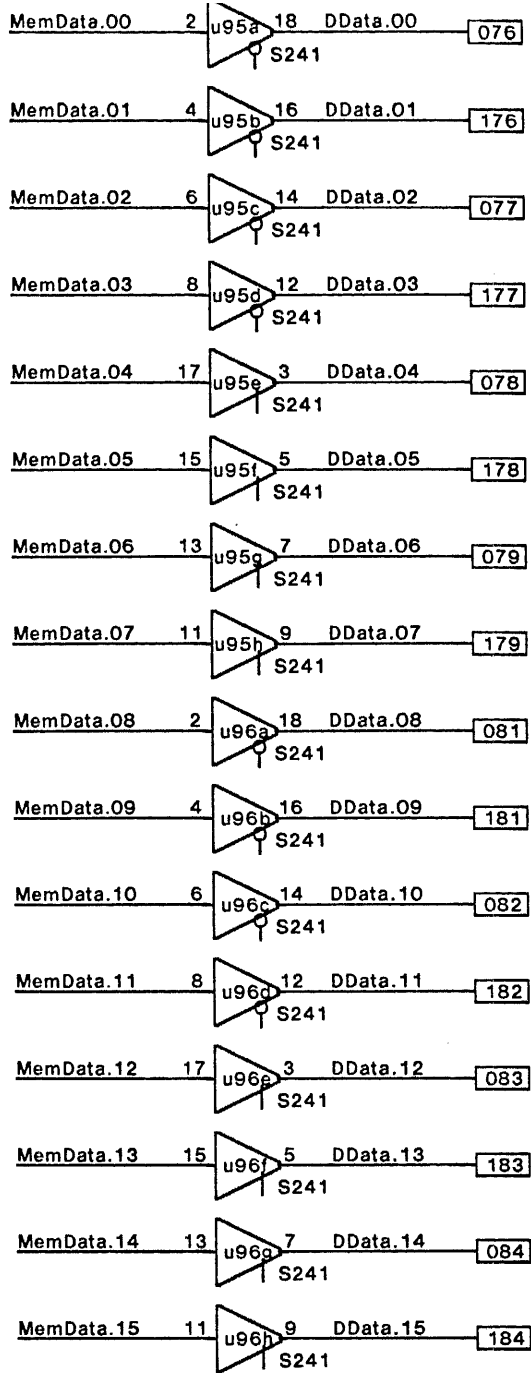 MemData.00 2 u95a 18 DData.00 076
S241
MemData.01 4 u95b 16 DData.01 176
S241
MemData.02 6 u95c 14 DData.02 077
S241
MemData.03 8 u95d 12 DData.03 177
S241
MemData.04 17 u95e 3 DData.04 078
S241
MemData.05 15 u95f 5 DData.05 178
S241
MemData.06 13 u95g 7 DData.06 079
S241
MemData.07 11 u95h 9 DData.07 179
S241
MemData.08 2 u96a 18 DData.08 081
S241
MemData.09 4 u96b 16 DData.09 181
S241
MemData.10 6 u96c 14 DData.10 082
S241
MemData.11 8 u96d 12 DData.11 182
S241
MemData.12 17 u96e 3 DData.12 083
S241
MemData.13 15 u96f 5 DData.13 183
S241
MemData.14 13 u96g 7 DData.14 084
S241
MemData.15 11 u96h 9 DData.15 184
S241